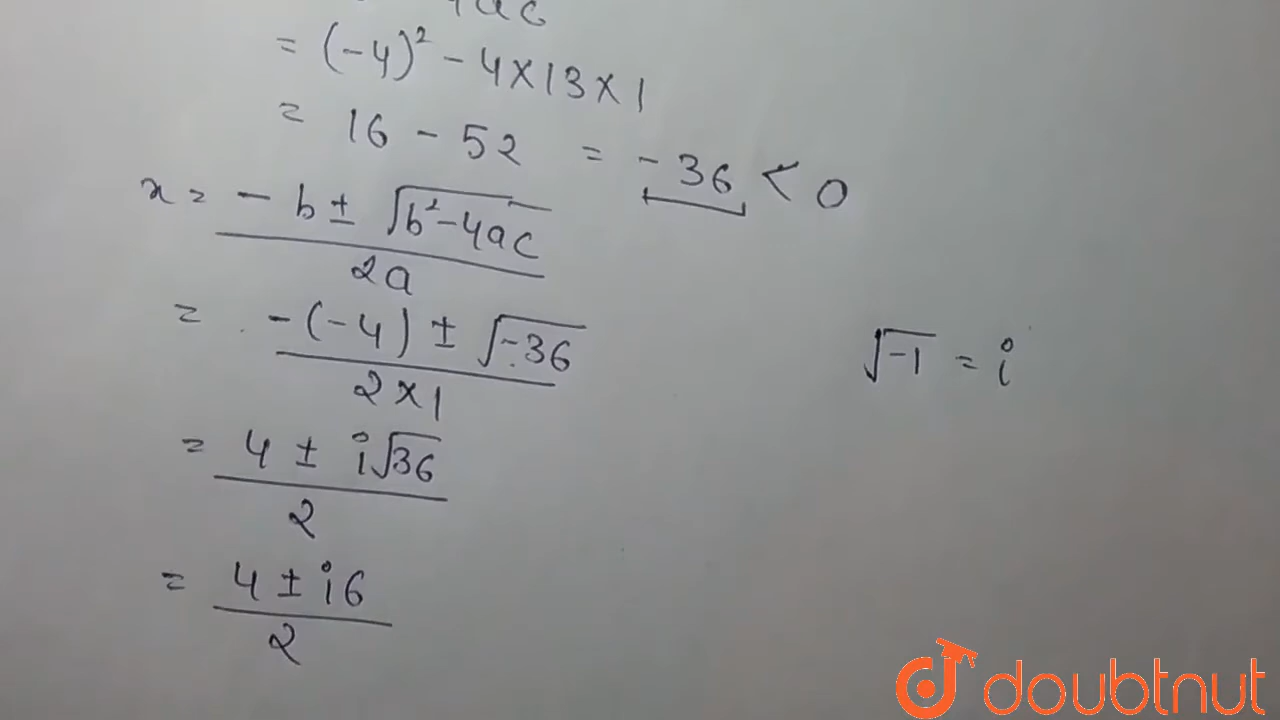 4ac
= (-4)² - 4×13×1
= 16 - 52 = -36 < 0
x = -b ± √b²-4ac / 2a
= -(-4) ± √-36 / 2×1
√-1 = i
= 4 ± i√36 / 2
= 4 ± i6 / 2
doubtnut